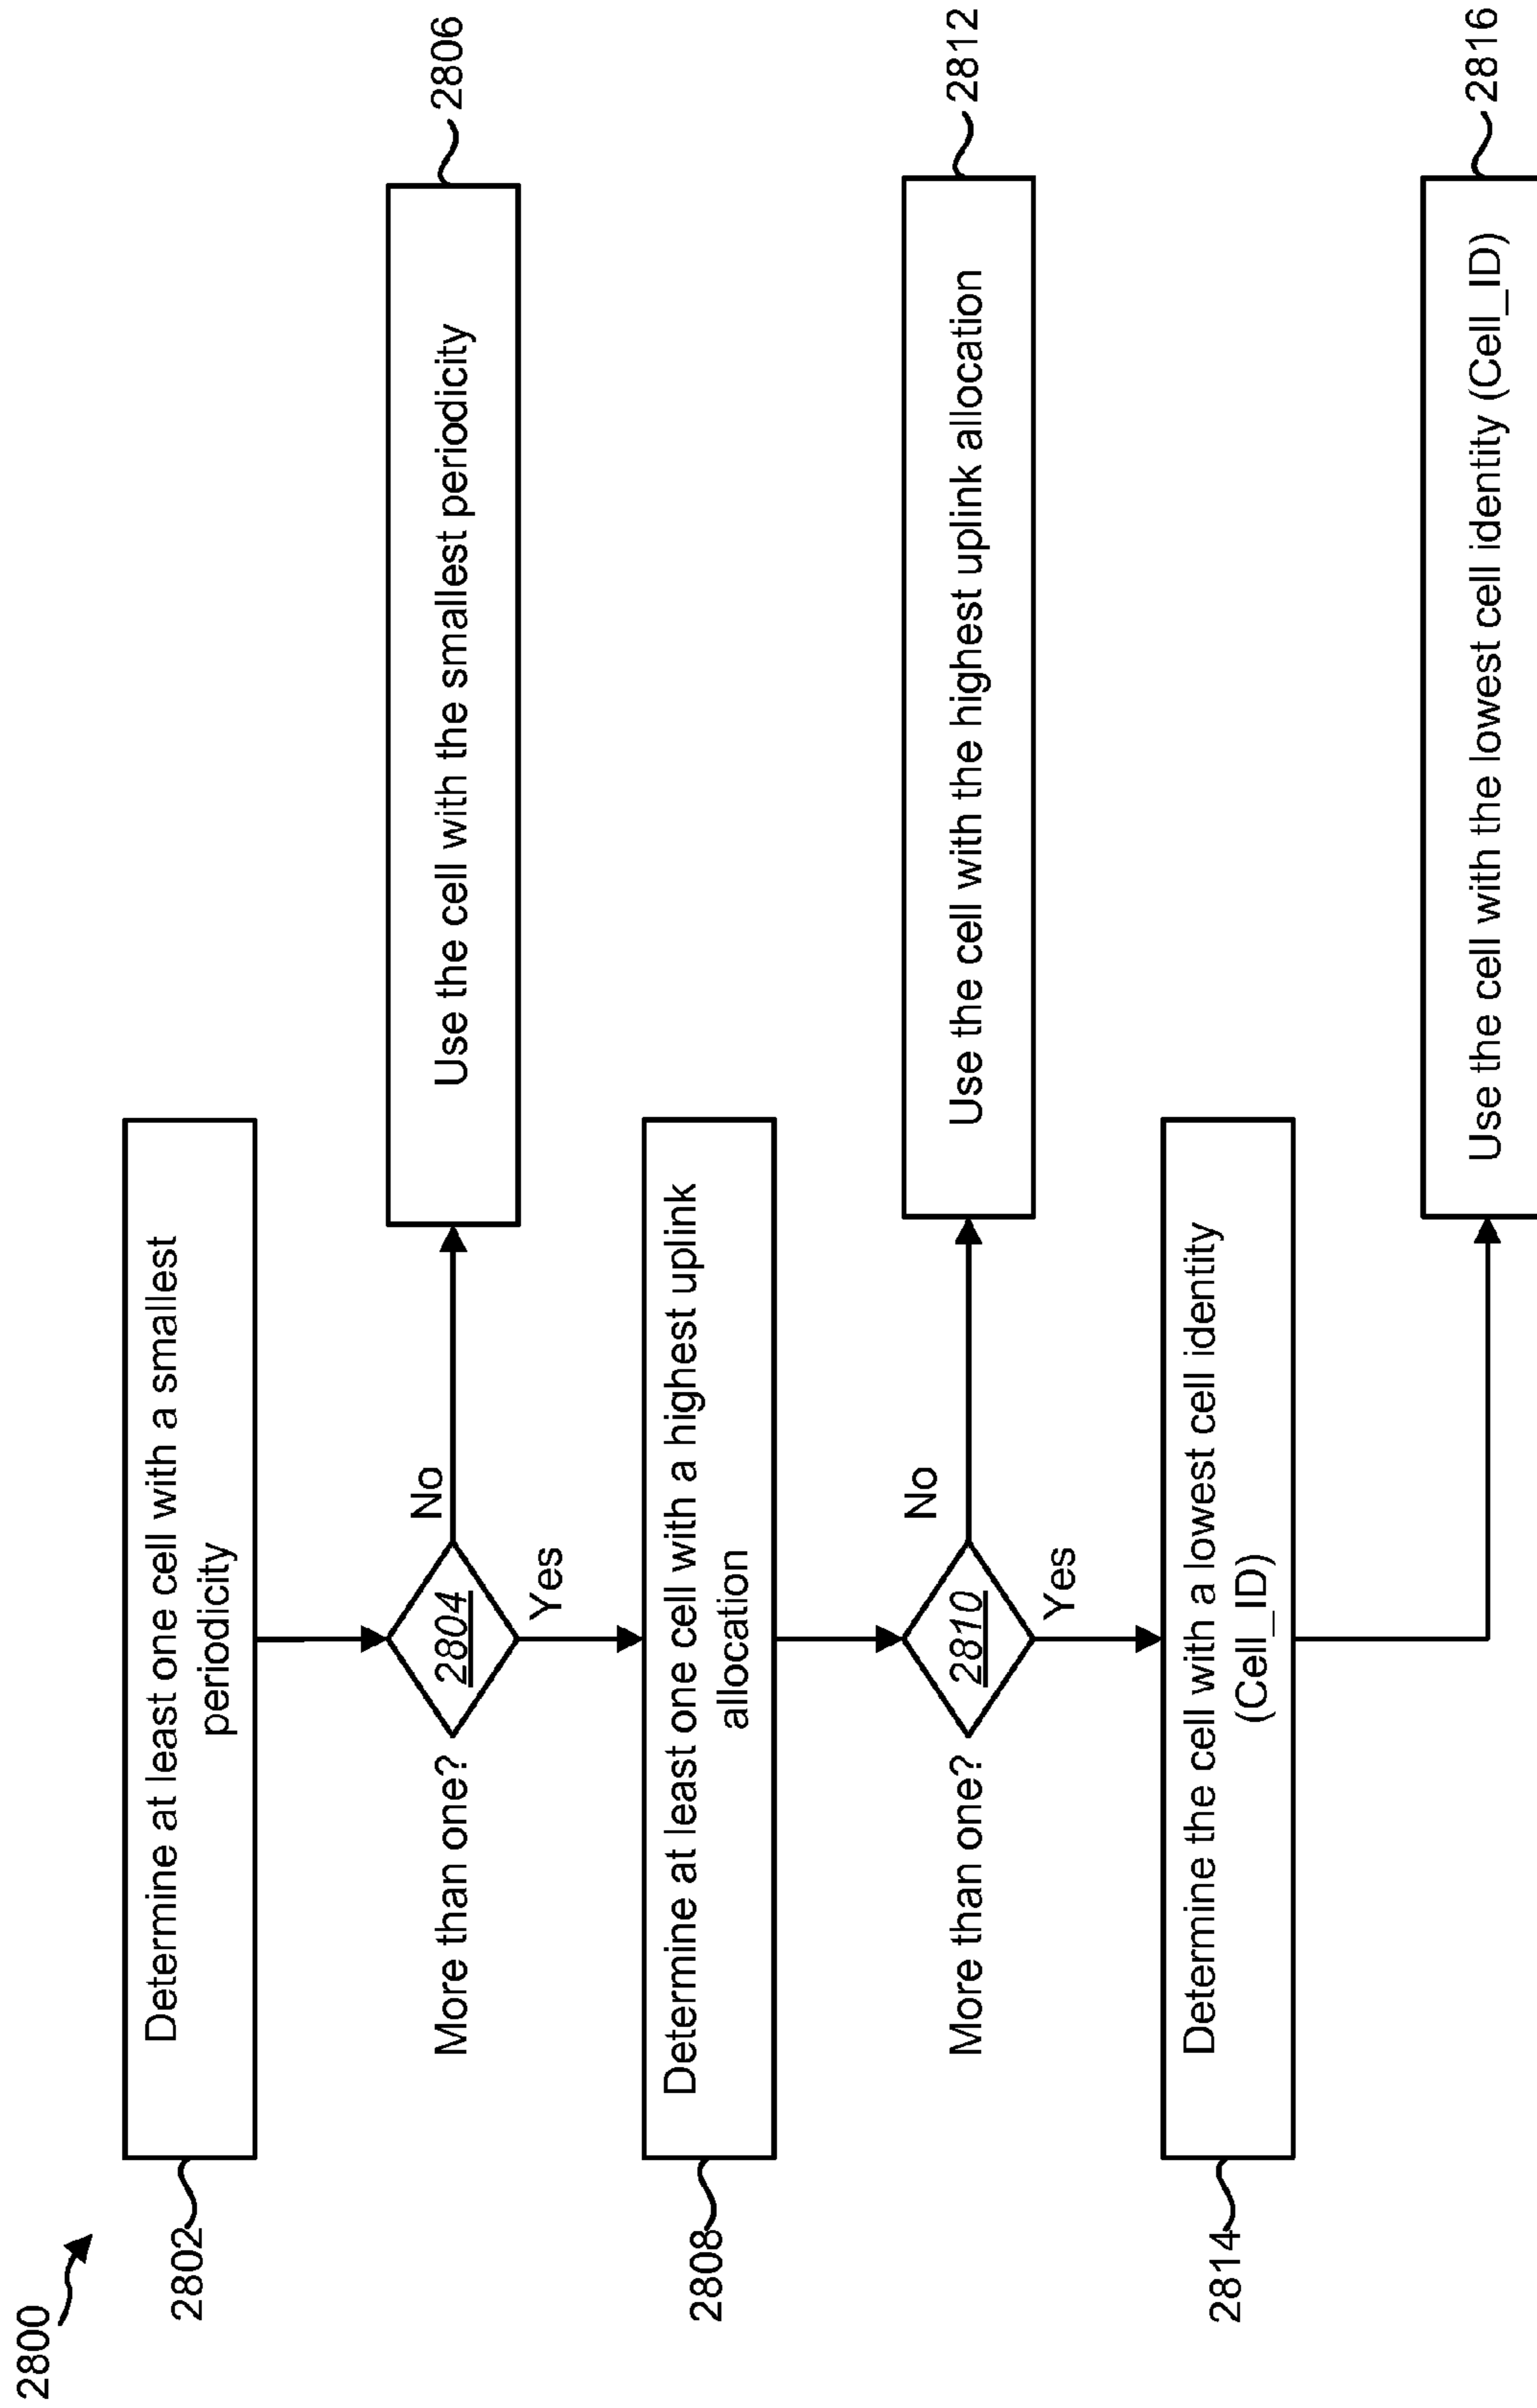 2800
2802
Determine at least one cell with a smallest
periodicity
More than one?
2804
No
Yes
Use the cell with the smallest periodicity
2806
2808
Determine at least one cell with a highest uplink
allocation
More than one?
2810
No
Yes
Use the cell with the highest uplink allocation
2812
2814
Determine the cell with a lowest cell identity
(Cell_ID)
Use the cell with the lowest cell identity (Cell_ID)
2816